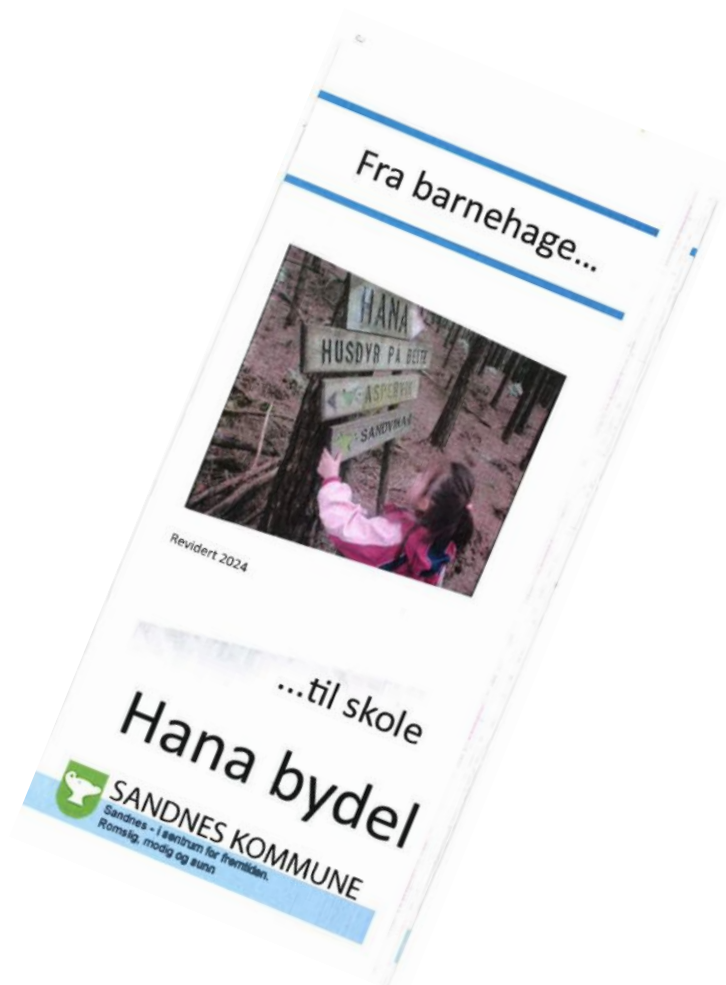 Fra barnehage...
HANA
HUSDYR PÅ BEITE
ASPERVIK
SANDVIKA
Revidert 2024
...til skole
Hana bydel
SANDNES KOMMUNE
Sandnes - i sentrum for fremtiden.
Romslig, modig og sunn